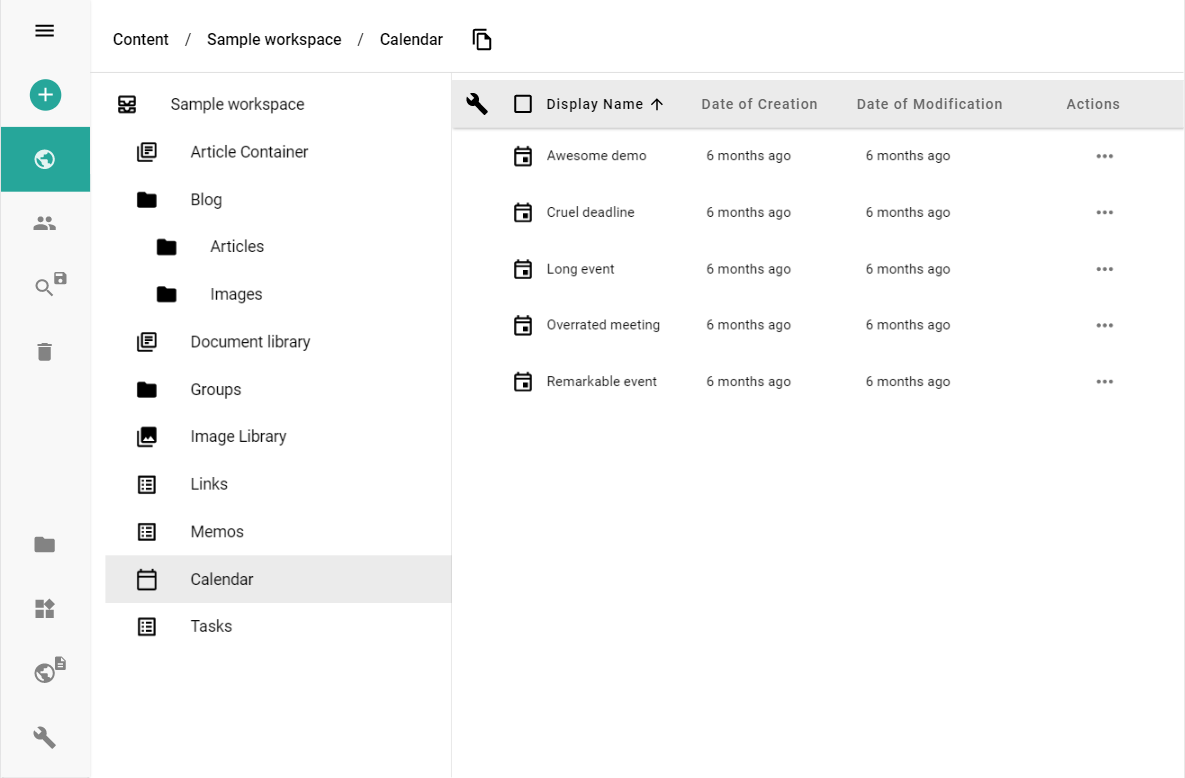 Content / Sample workspace / Calendar
Sample workspace
Article Container
Blog
Articles
Images
Document library
Groups
Image Library
Links
Memos
Calendar
Tasks
Display Name Date of Creation Date of Modification Actions
Awesome demo 6 months ago 6 months ago
Cruel deadline 6 months ago 6 months ago
Long event 6 months ago 6 months ago
Overrated meeting 6 months ago 6 months ago
Remarkable event 6 months ago 6 months ago